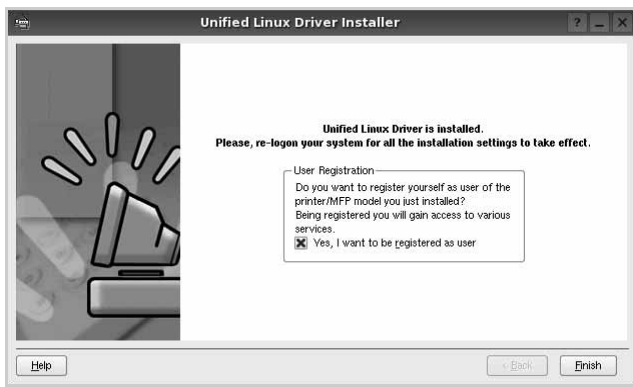 Unified Linux Driver Installer
Unified Linux Driver is installed.
Please, re-logon your system for all the installation settings to take effect.
User Registration
Do you want to register yourself as user of the
printer/MFP model you just installed?
Being registered you will gain access to various
services.
Yes, I want to be registered as user
Help
< Back
Finish